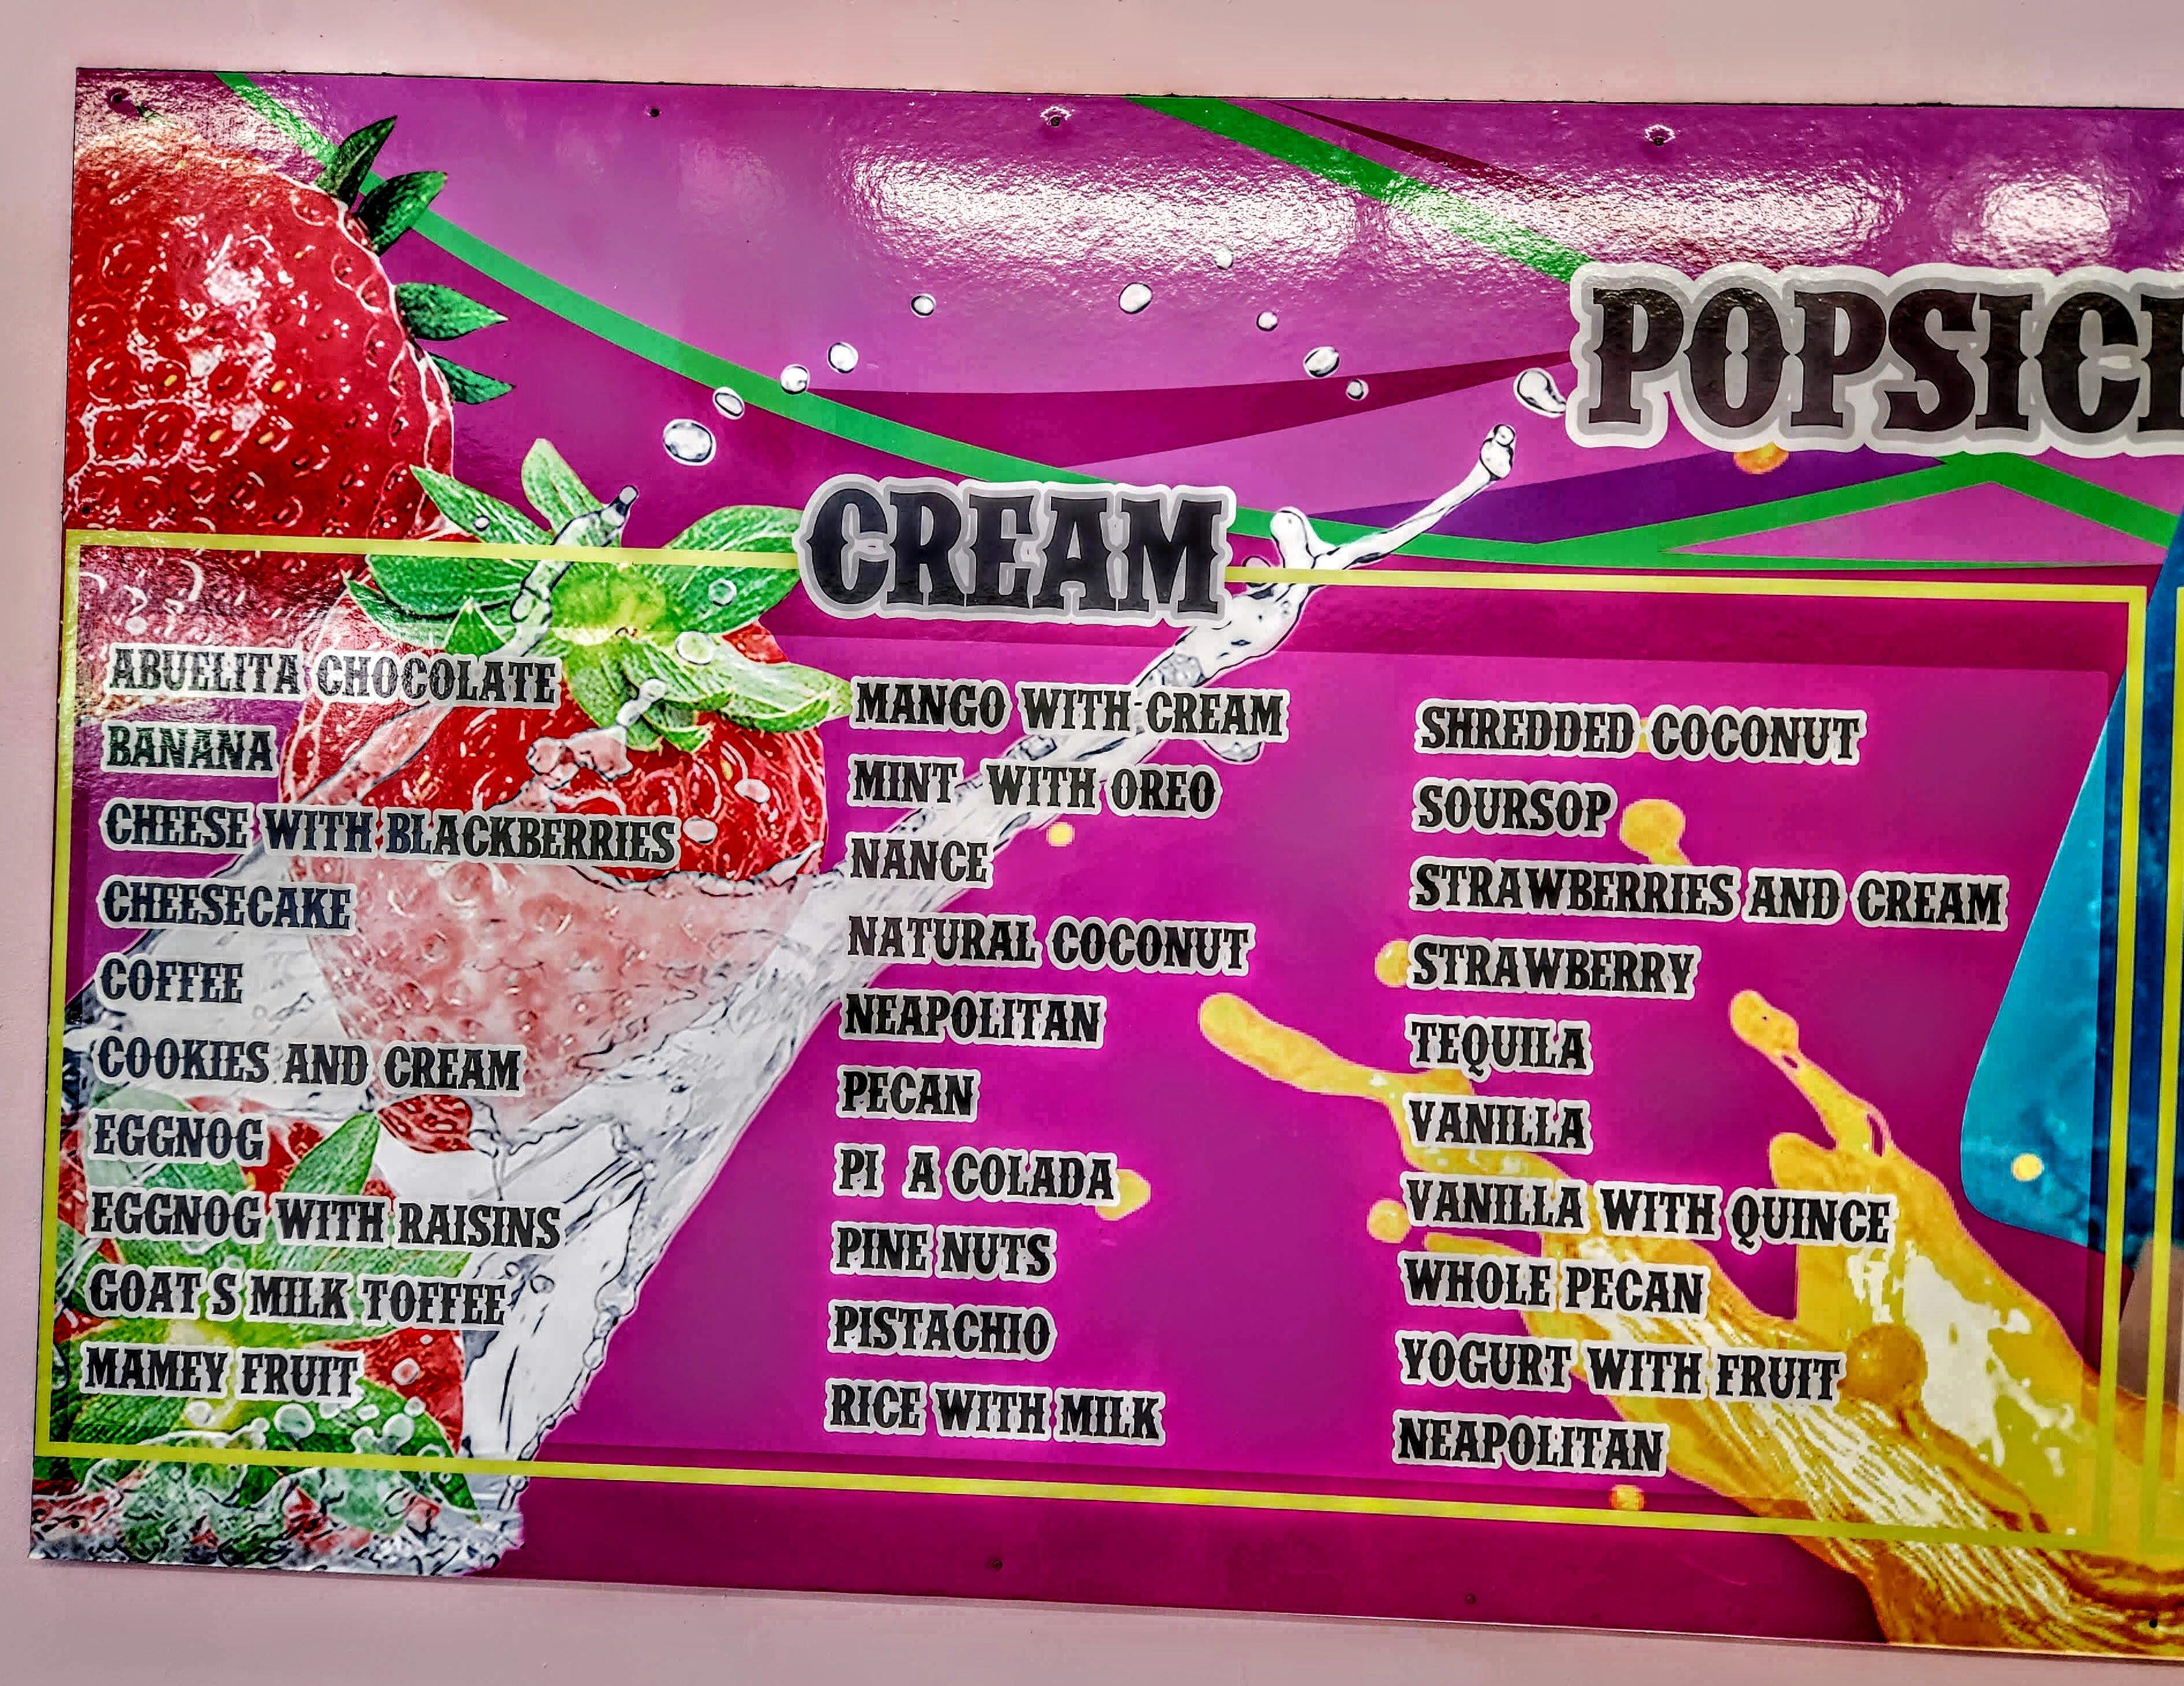 POPSICL
CREAM
ABUELITA CHOCOLATE
BANANA
CHEESE WITH BLACKBERRIES
CHEESECAKE
COFFEE
COOKIES AND CREAM
EGGNOG
EGGNOG WITH RAISINS
GOAT S MILK TOFFEE
MAMEY FRUIT
MANGO WITH CREAM
MINT WITH OREO
NANCE
NATURAL COCONUT
NEAPOLITAN
PECAN
PI A COLADA
PINE NUTS
PISTACHIO
RICE WITH MILK
SHREDDED COCONUT
SOURSOP
STRAWBERRIES AND CREAM
STRAWBERRY
TEQUILA
VANILLA
VANILLA WITH QUINCE
WHOLE PECAN
YOGURT WITH FRUIT
NEAPOLITAN